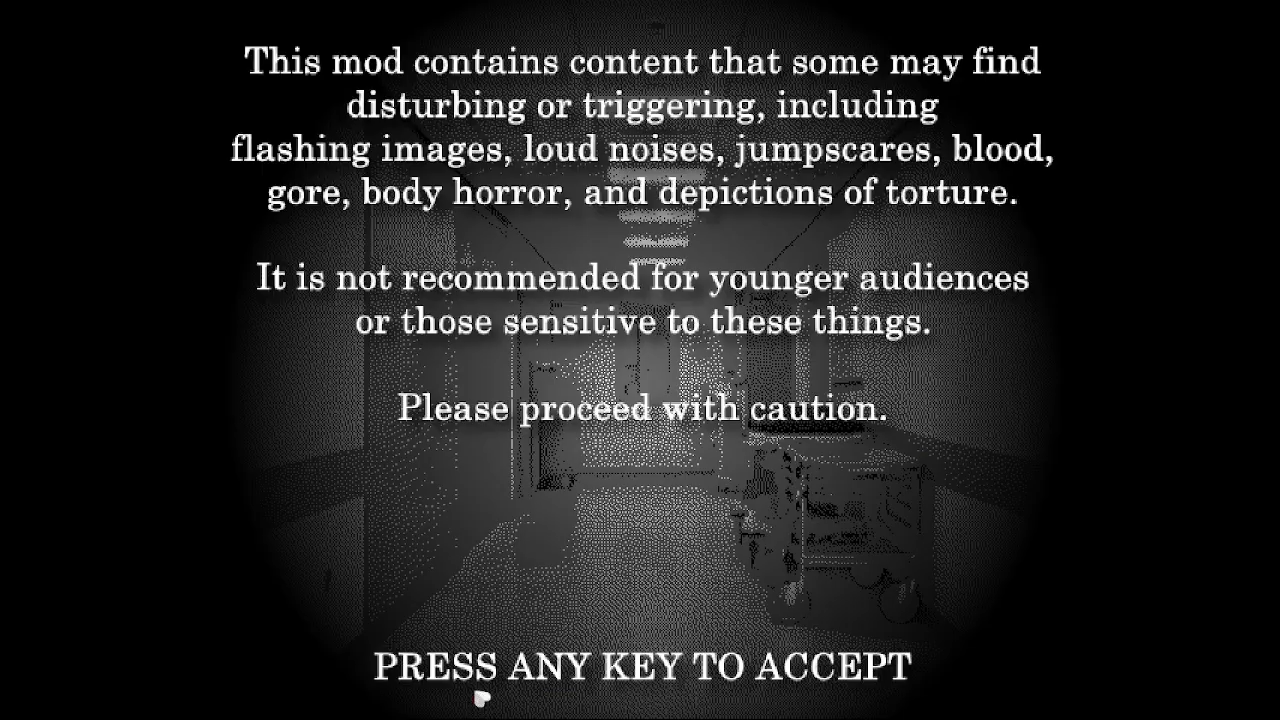 This mod contains content that some may find
disturbing or triggering, including
flashing images, loud noises, jumpscares, blood,
gore, body horror, and depictions of torture.
It is not recommended for younger audiences
or those sensitive to these things.
Please proceed with caution.
PRESS ANY KEY TO ACCEPT